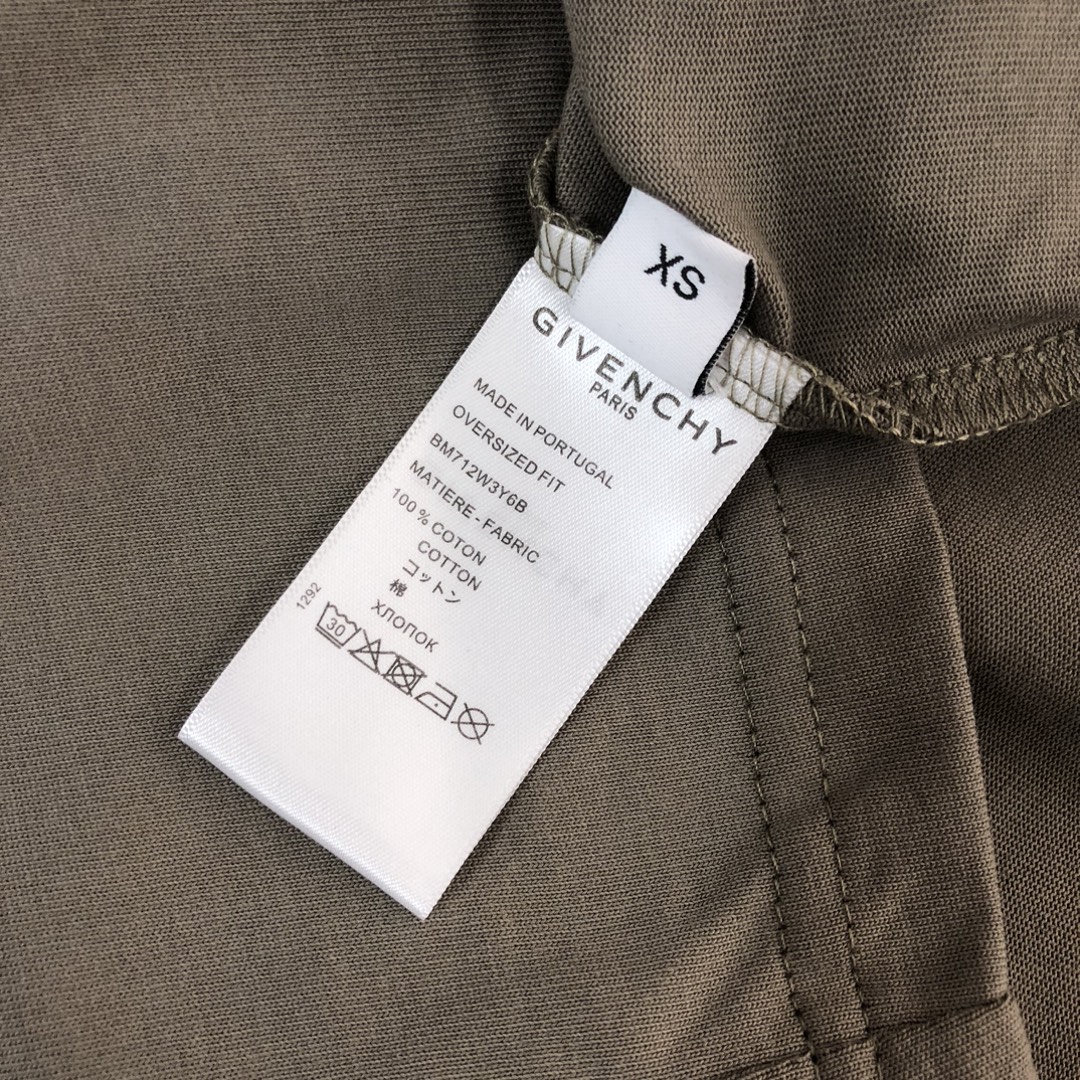 XS
GIVENCHY
PARIS
MADE IN PORTUGAL
OVERSIZED FIT
BM712W3Y6B
MATIERE - FABRIC
100 % COTON
COTTON
コットン
棉
ХЛОПОК
1292
30